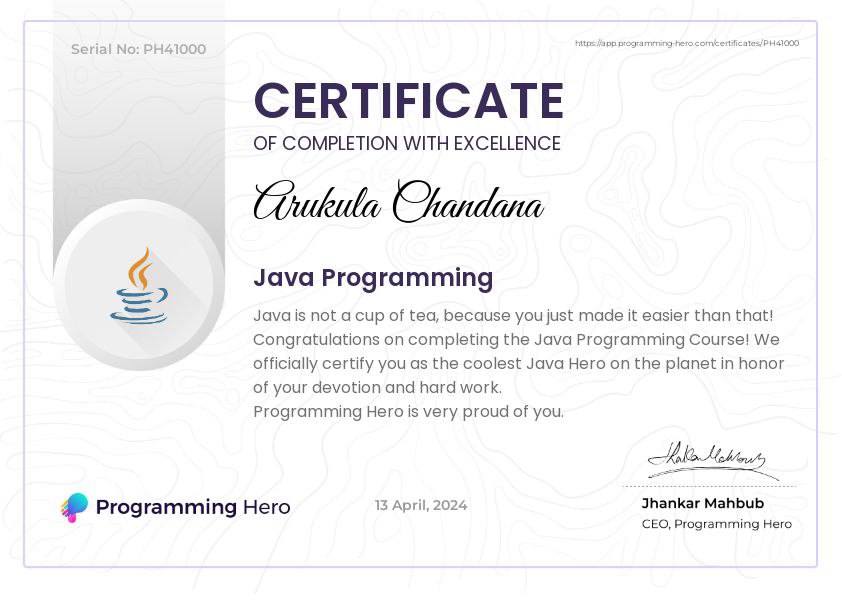 Serial No: PH41000
https://app.programming-hero.com/certificates/PH41000
CERTIFICATE
OF COMPLETION WITH EXCELLENCE
Arukula Chandana
Java Programming
Java is not a cup of tea, because you just made it easier than that!
Congratulations on completing the Java Programming Course! We
officially certify you as the coolest Java Hero on the planet in honor
of your devotion and hard work.
Programming Hero is very proud of you.
Programming Hero
13 April, 2024
Jhankar Mahbub
CEO, Programming Hero